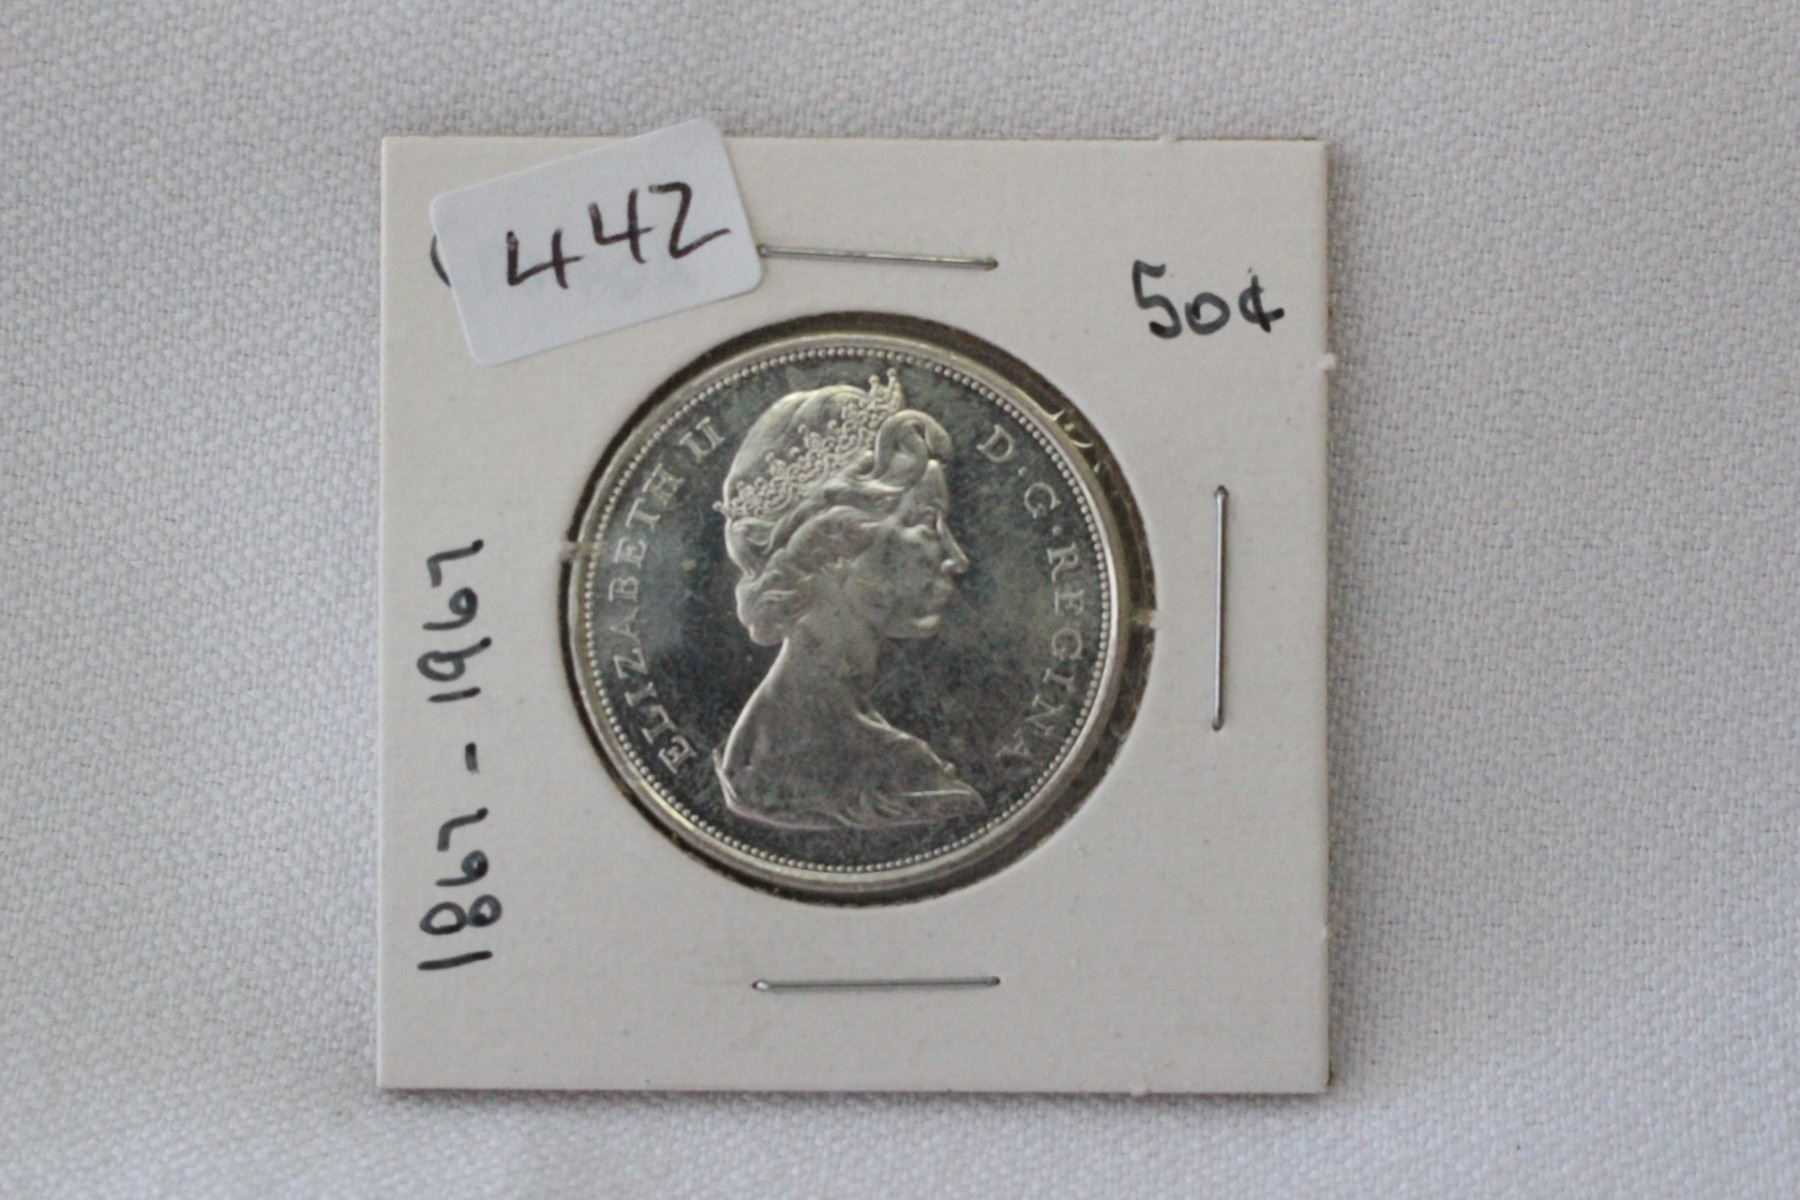 442
50¢
1867 - 1967
ELIZABETH II D·G·REGINA